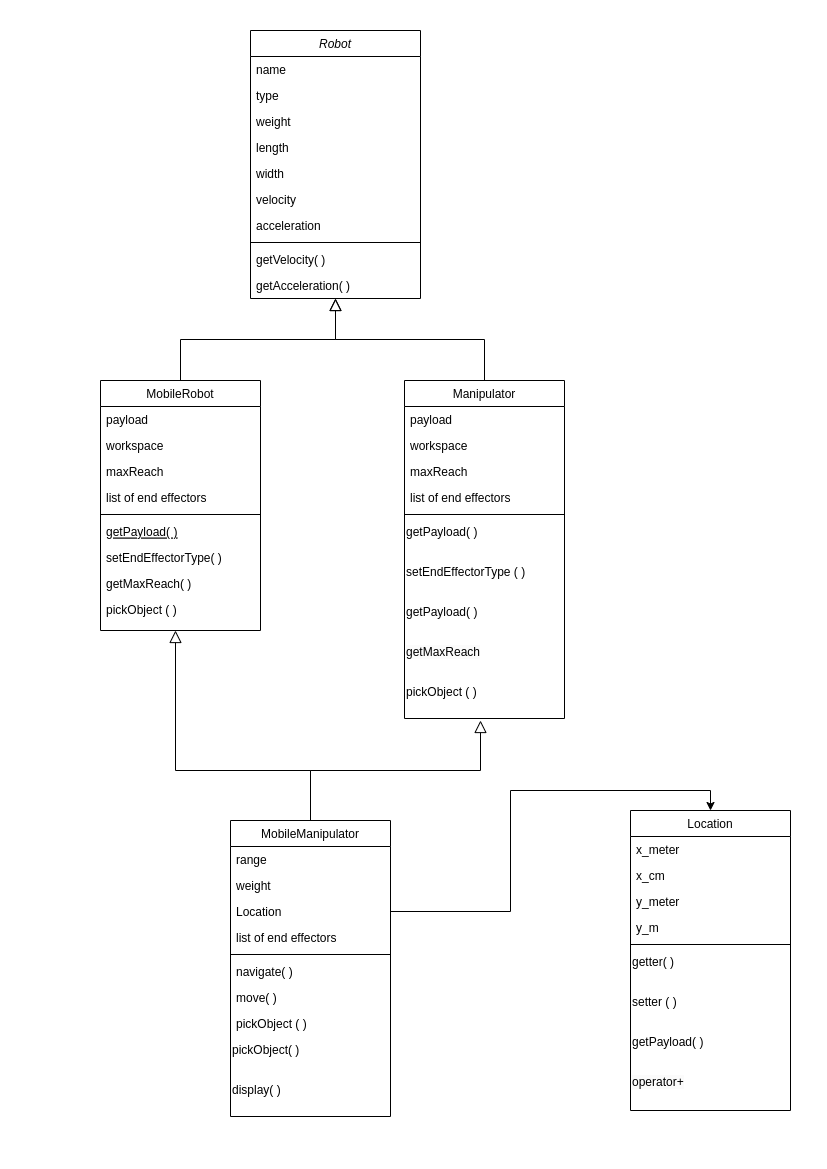 Robot
name
type
weight
length
width
velocity
acceleration
getVelocity( )
getAcceleration( )
MobileRobot
payload
workspace
maxReach
list of end effectors
getPayload( )
setEndEffectorType( )
getMaxReach( )
pickObject ( )
Manipulator
payload
workspace
maxReach
list of end effectors
getPayload( )
setEndEffectorType ( )
getPayload( )
getMaxReach
pickObject ( )
MobileManipulator
range
weight
Location
list of end effectors
navigate( )
move( )
pickObject ( )
pickObject( )
display( )
Location
x_meter
x_cm
y_meter
y_m
getter( )
setter ( )
getPayload( )
operator+